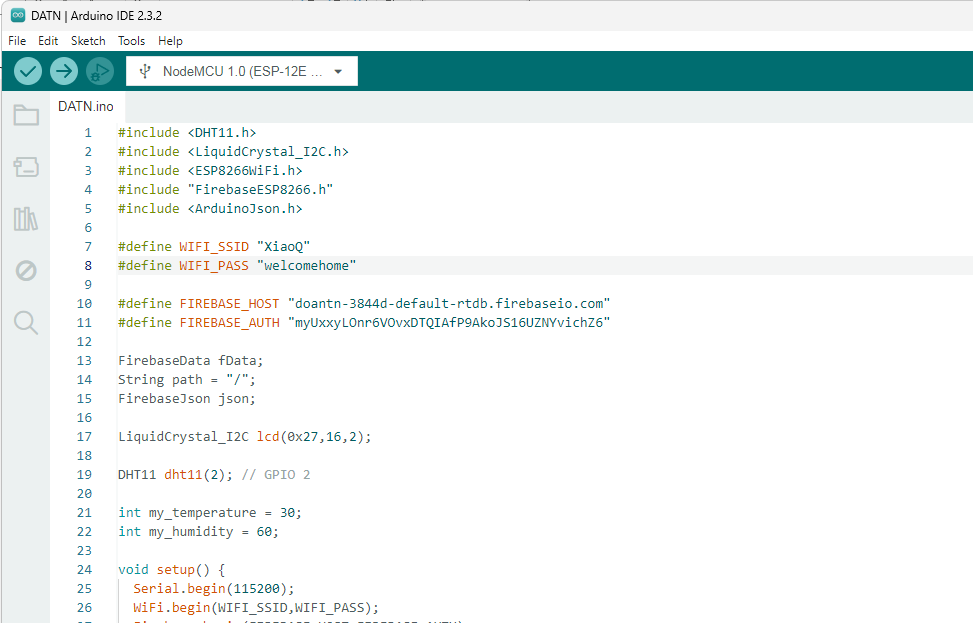 DATN | Arduino IDE 2.3.2
File Edit Sketch Tools Help
NodeMCU 1.0 (ESP-12E ...
DATN.ino
1 #include <DHT11.h>
2 #include <LiquidCrystal_I2C.h>
3 #include <ESP8266WiFi.h>
4 #include "FirebaseESP8266.h"
5 #include <ArduinoJson.h>
6
7 #define WIFI_SSID "XiaoQ"
8 #define WIFI_PASS "welcomehome"
9
10 #define FIREBASE_HOST "doantn-3844d-default-rtdb.firebaseio.com"
11 #define FIREBASE_AUTH "myUxxyLOnr6VOvxDTQIAfP9AkoJS16UZNYvichZ6"
12
13 FirebaseData fData;
14 String path = "/";
15 FirebaseJson json;
16
17 LiquidCrystal_I2C lcd(0x27,16,2);
18
19 DHT11 dht11(2); // GPIO 2
20
21 int my_temperature = 30;
22 int my_humidity = 60;
23
24 void setup() {
25 Serial.begin(115200);
26 WiFi.begin(WIFI_SSID,WIFI_PASS);